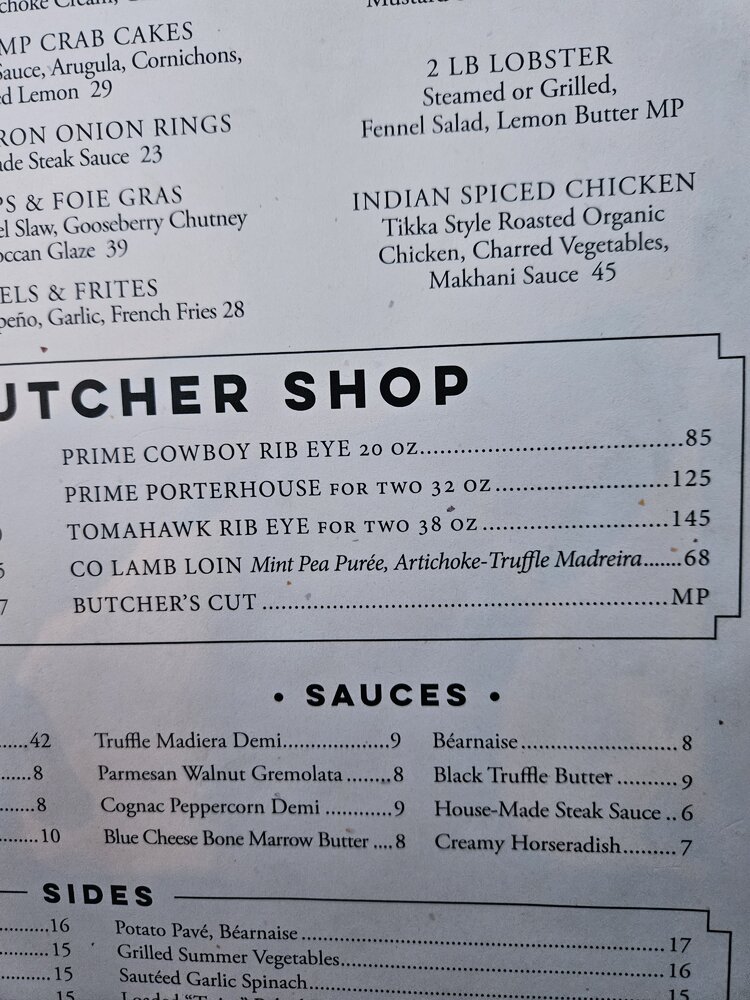 MP CRAB CAKES
Sauce, Arugula, Cornichons,
ed Lemon 29
RON ONION RINGS
ade Steak Sauce 23
PS & FOIE GRAS
el Slaw, Gooseberry Chutney
occan Glaze 39
ELS & FRITES
peño, Garlic, French Fries 28
2 LB LOBSTER
Steamed or Grilled,
Fennel Salad, Lemon Butter MP
INDIAN SPICED CHICKEN
Tikka Style Roasted Organic
Chicken, Charred Vegetables,
Makhani Sauce 45
UTCHER SHOP
PRIME COWBOY RIB EYE 20 OZ....................................85
PRIME PORTERHOUSE FOR TWO 32 OZ........................125
TOMAHAWK RIB EYE FOR TWO 38 OZ..........................145
CO LAMB LOIN Mint Pea Purée, Artichoke-Truffle Madreira.......68
7 BUTCHER'S CUT ........................................................MP
• SAUCES •
......42
......8
......8
......10
Truffle Madiera Demi...................9
Parmesan Walnut Gremolata ........8
Cognac Peppercorn Demi ............9
Blue Cheese Bone Marrow Butter ....8
Béarnaise ........................... 8
Black Truffle Butter .......... 9
House-Made Steak Sauce .. 6
Creamy Horseradish......... 7
SIDES
..........16
..........15
..........15
15
Potato Pavé, Béarnaise ............................................. 17
Grilled Summer Vegetables........................................ 16
Sautéed Garlic Spinach.............................................15